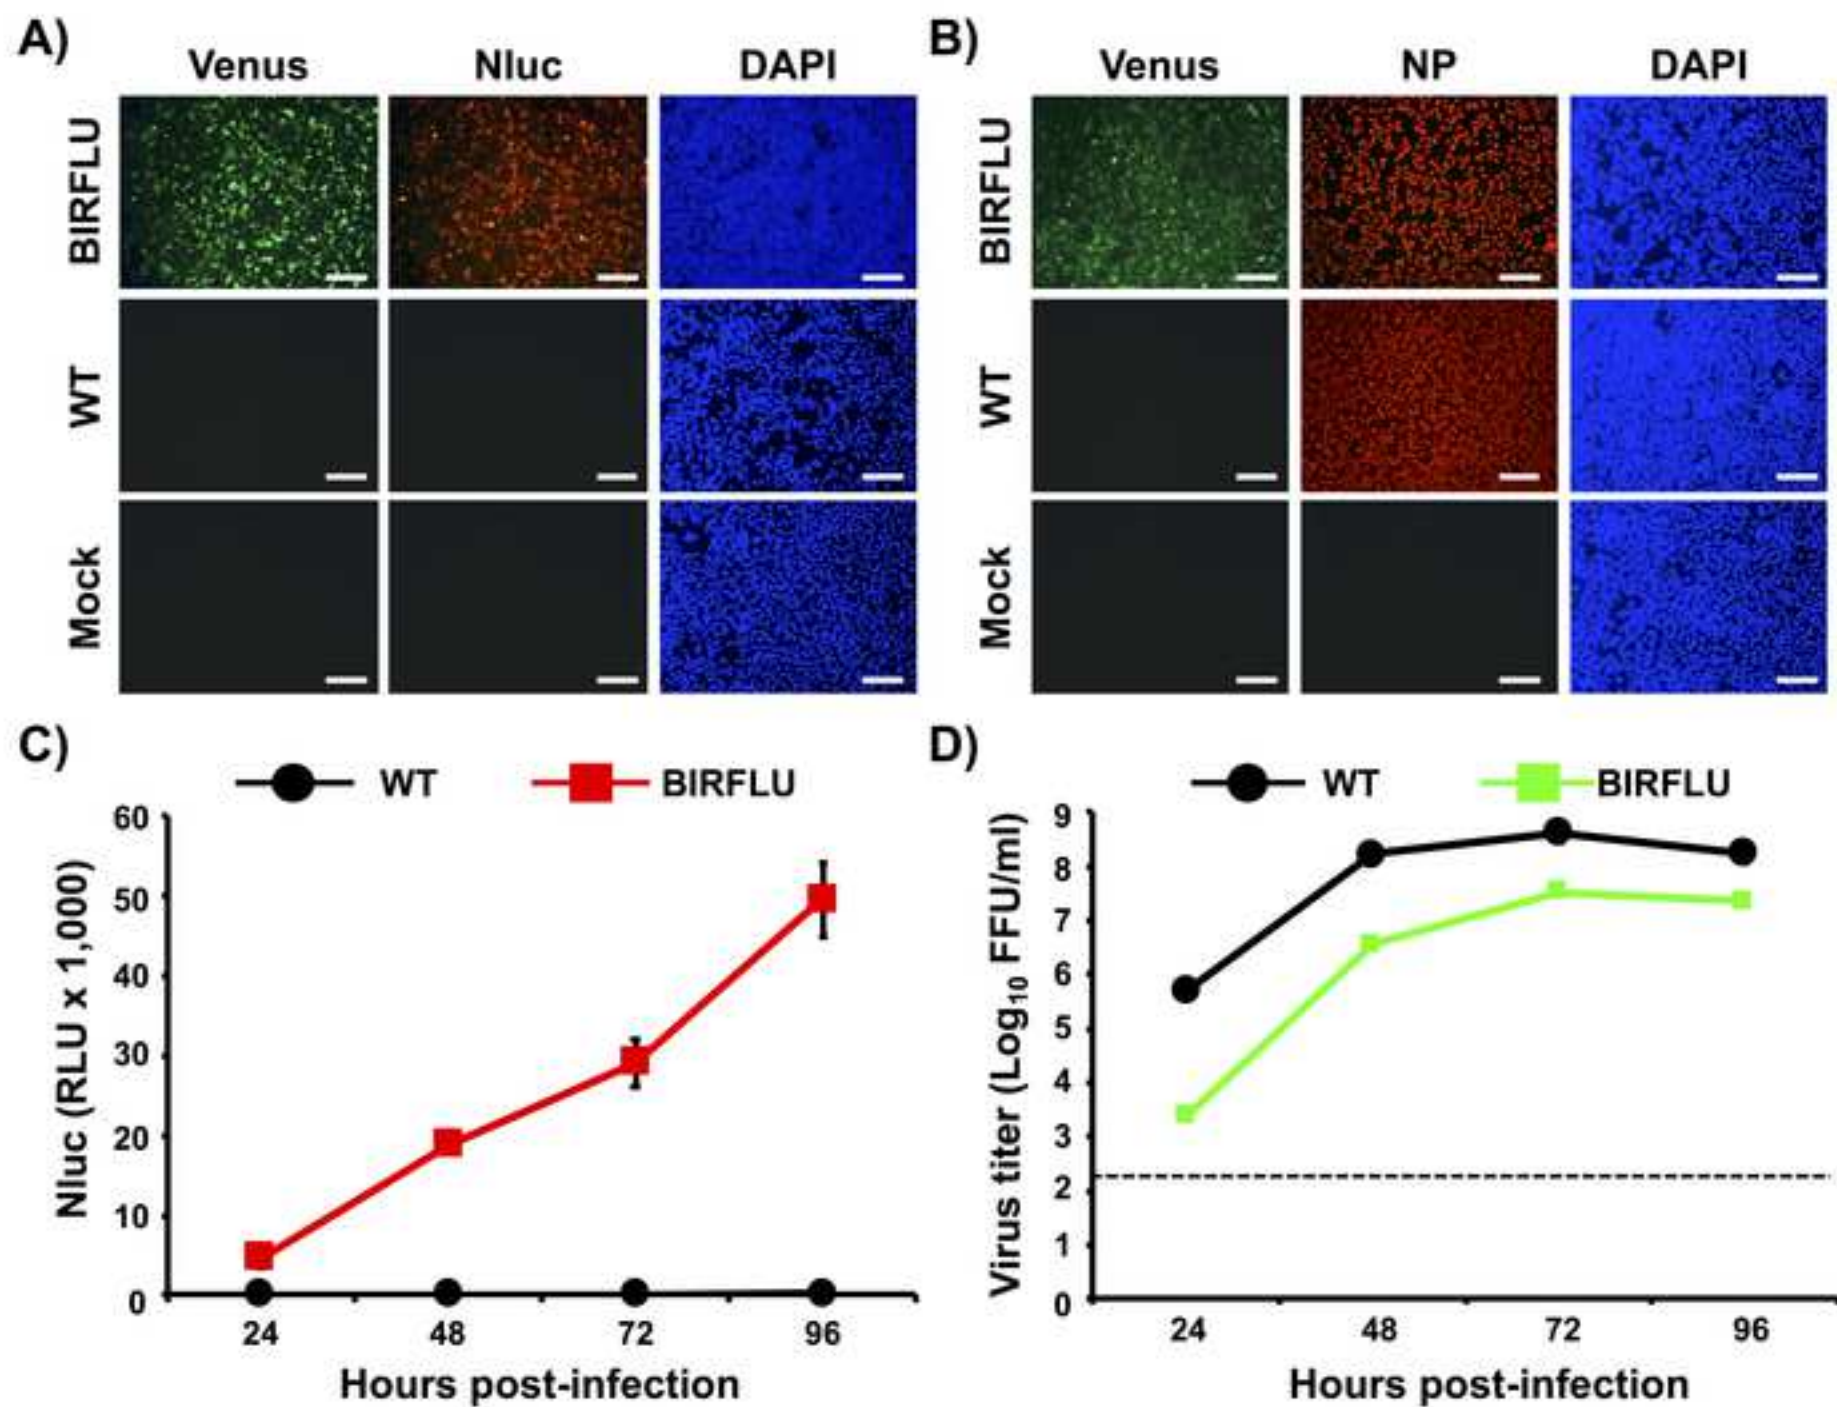 A)
Venus Nluc DAPI
BIRFLU
WT
Mock
B)
Venus NP DAPI
BIRFLU
WT
Mock
C)
WT BIRFLU
Nluc (RLU x 1,000)
60
50
40
30
20
10
0
24 48 72 96
Hours post-infection
D)
WT BIRFLU
Virus titer (Log10 FFU/ml)
9
8
7
6
5
4
3
2
1
0
24 48 72 96
Hours post-infection